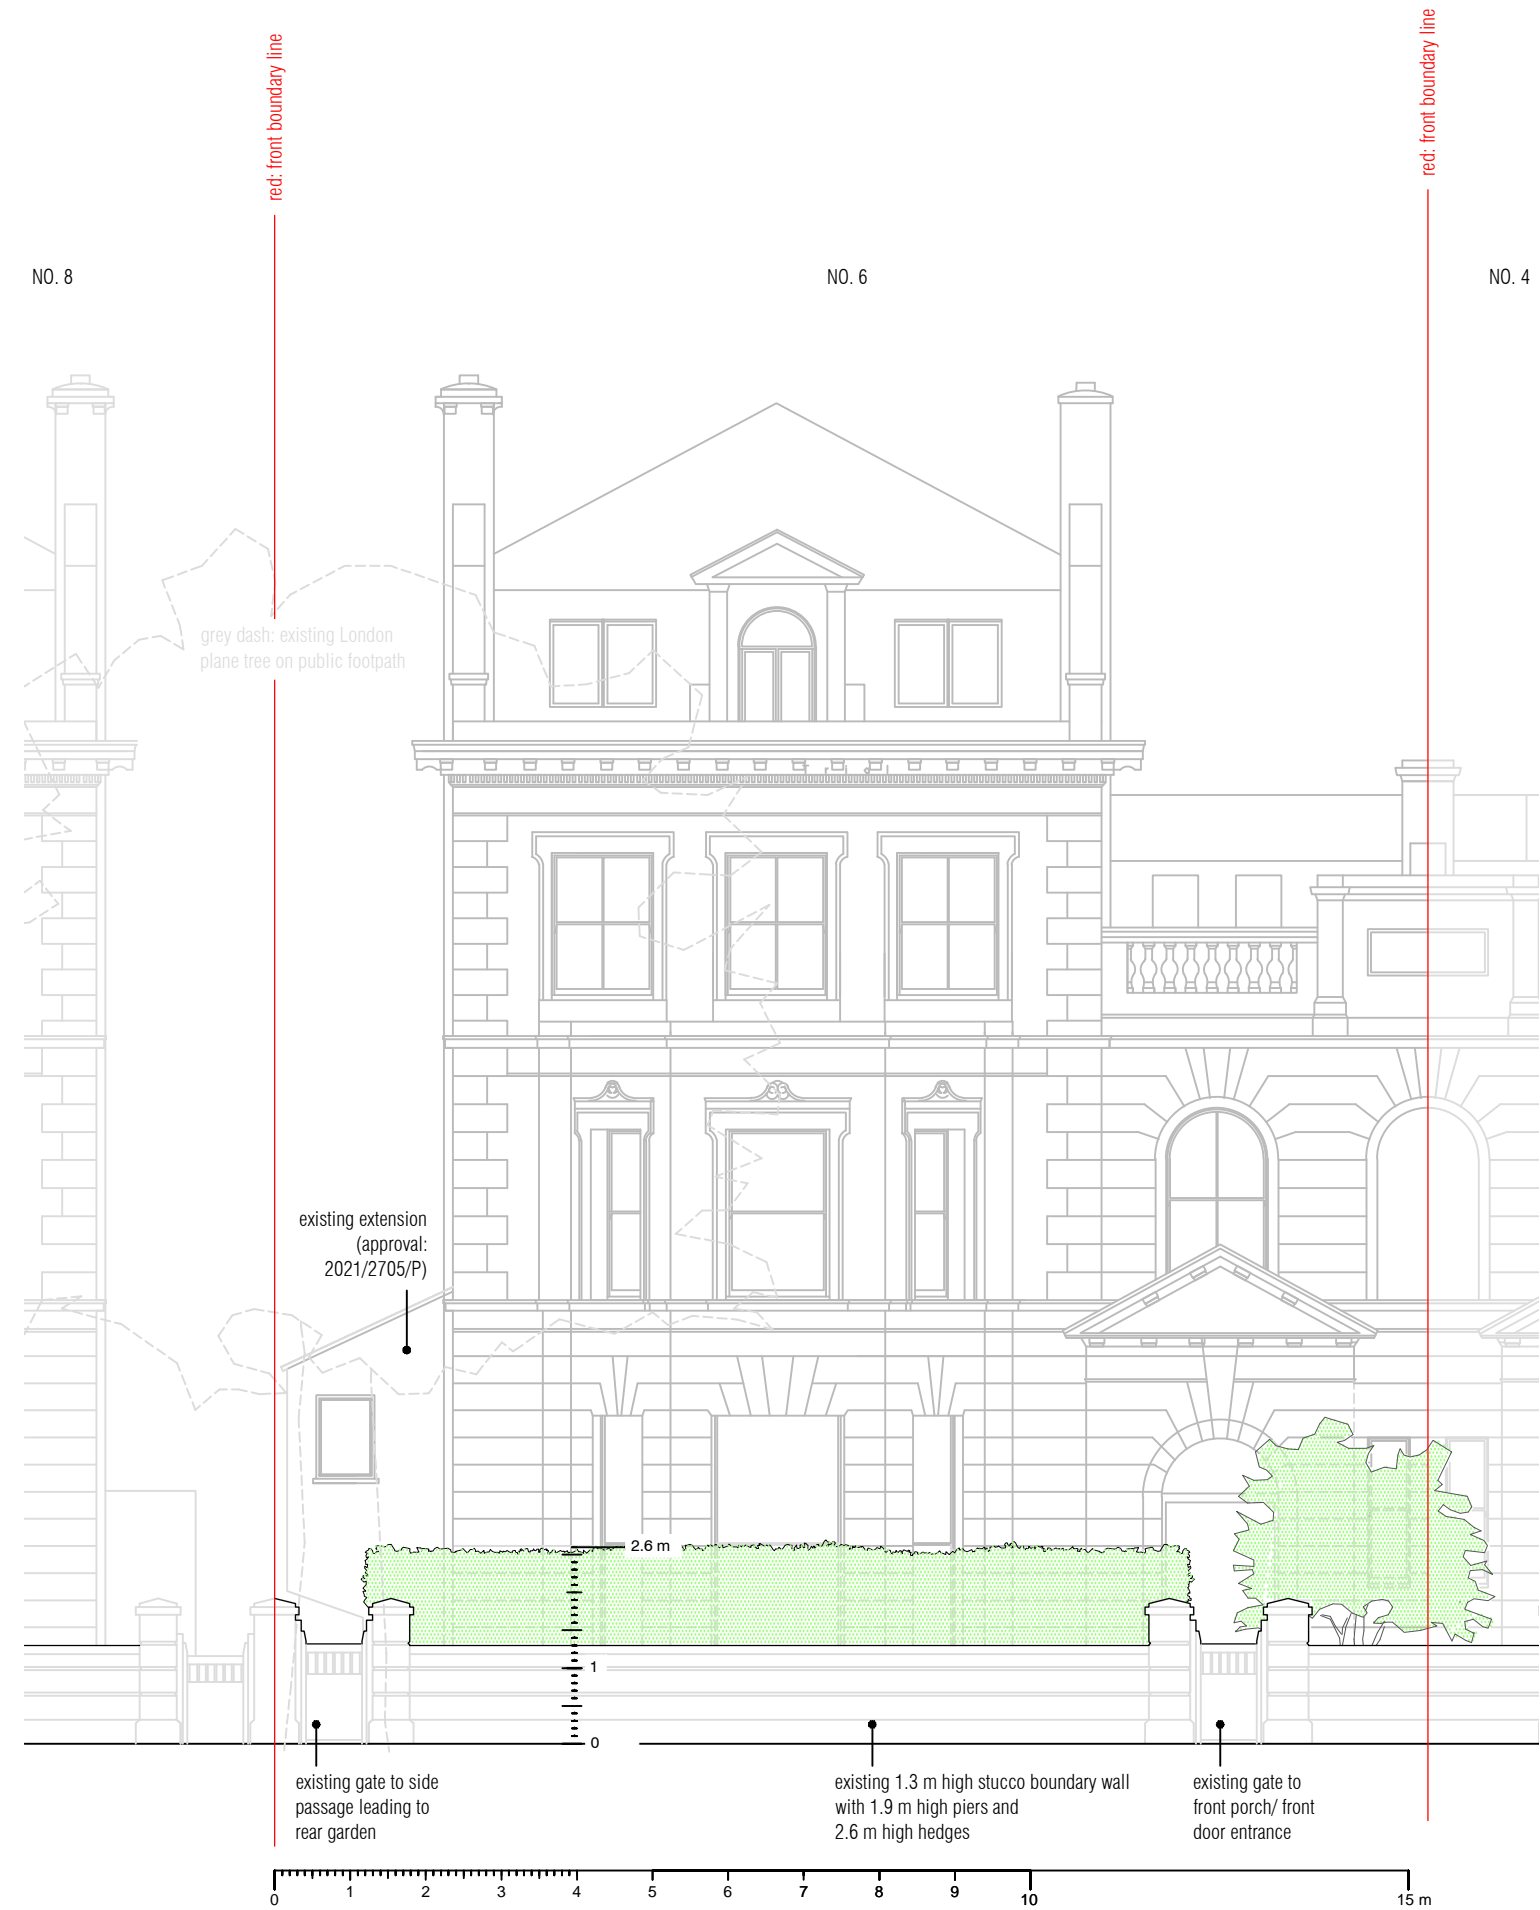 red: front boundary line
red: front boundary line
NO. 8
NO. 6
NO. 4
grey dash: existing London
plane tree on public footpath
existing extension
(approval:
2021/2705/P)
2.6 m
1
0
existing gate to side
passage leading to
rear garden
existing 1.3 m high stucco boundary wall
with 1.9 m high piers and
2.6 m high hedges
existing gate to
front porch/ front
door entrance
0 1 2 3 4 5 6 7 8 9 10 15 m